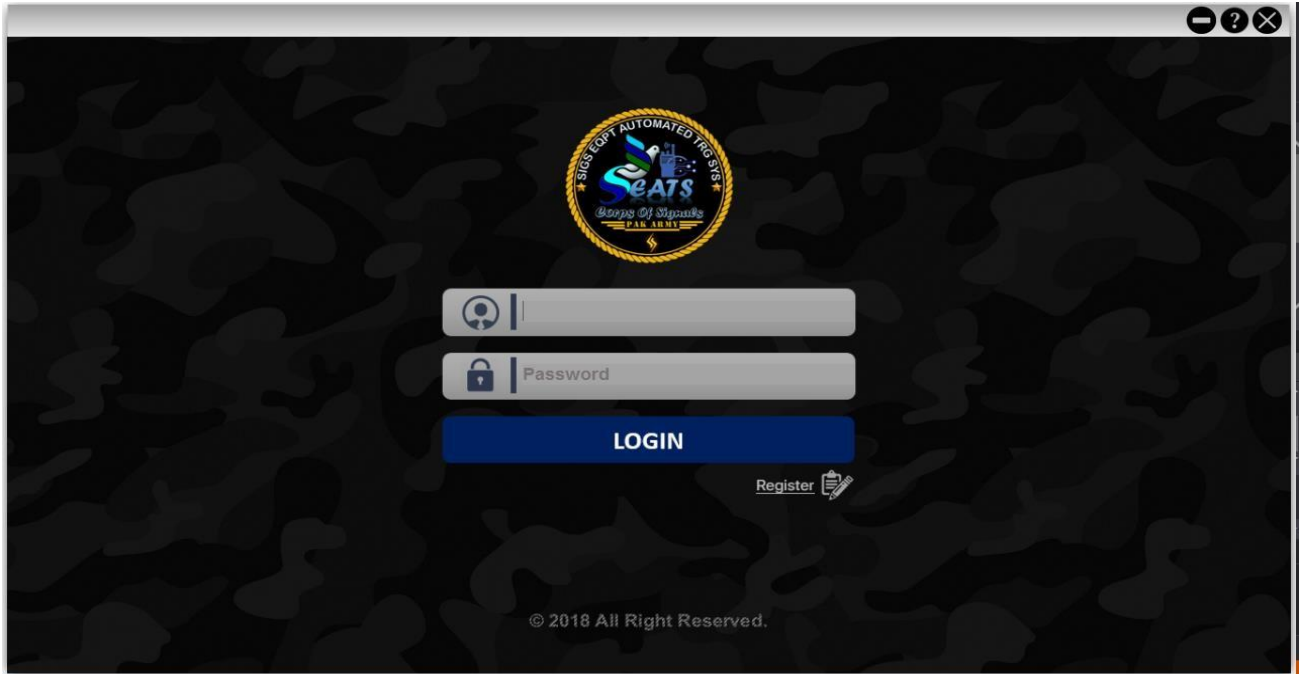 ?
SIGS EQPT AUTOMATED TRG SYS
SEATS
Corps Of Signals
PAK ARMY
Password
LOGIN
Register
© 2018 All Right Reserved.